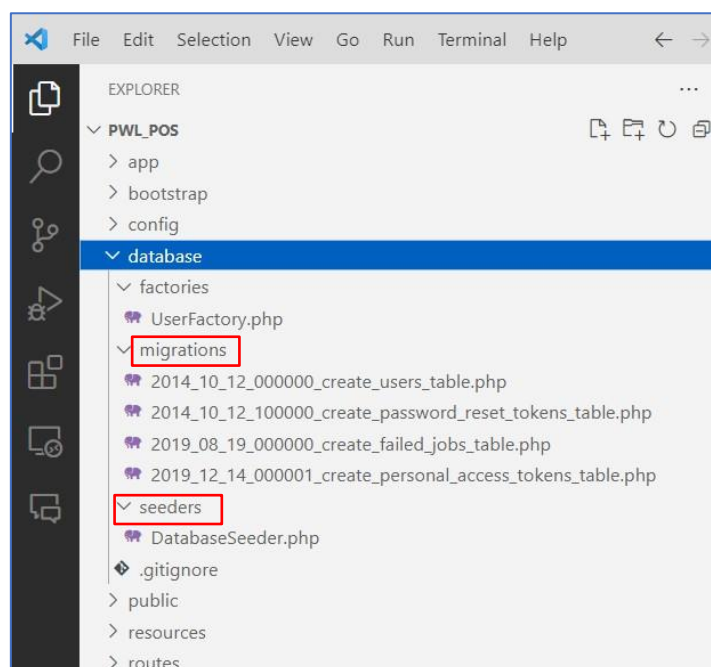 File Edit Selection View Go Run Terminal Help
EXPLORER
PWL_POS
app
bootstrap
config
database
factories
UserFactory.php
migrations
2014_10_12_000000_create_users_table.php
2014_10_12_100000_create_password_reset_tokens_table.php
2019_08_19_000000_create_failed_jobs_table.php
2019_12_14_000001_create_personal_access_tokens_table.php
seeders
DatabaseSeeder.php
.gitignore
public
resources
routes